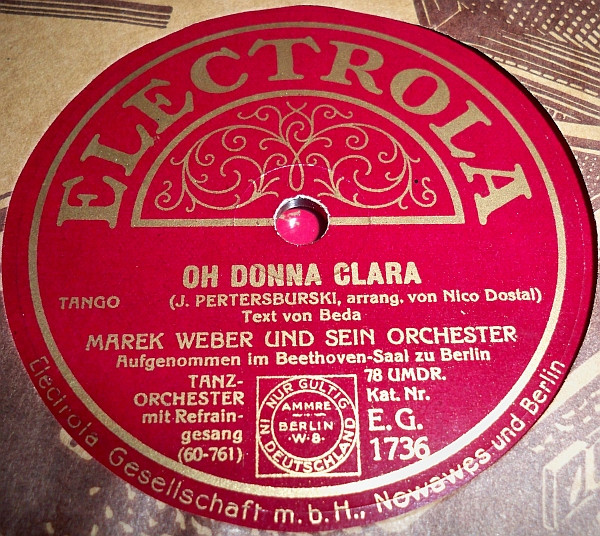 ELECTROLA
OH DONNA CLARA
TANGO (J. PERTERSBURSKI, arrang. von Nico Dostal)
Text von Beda
MAREK WEBER UND SEIN ORCHESTER
Aufgenommen im Beethoven-Saal zu Berlin
TANZ-
ORCHESTER
mit Refrain-
gesang
(60-761)
NUR GÜLTIG
IN DEUTSCHLAND
AMMRE
BERLIN
·W·8·
78 UMDR.
Kat. Nr.
E.G.
1736
Electrola Gesellschaft m.b.H., Nowawes und Berlin